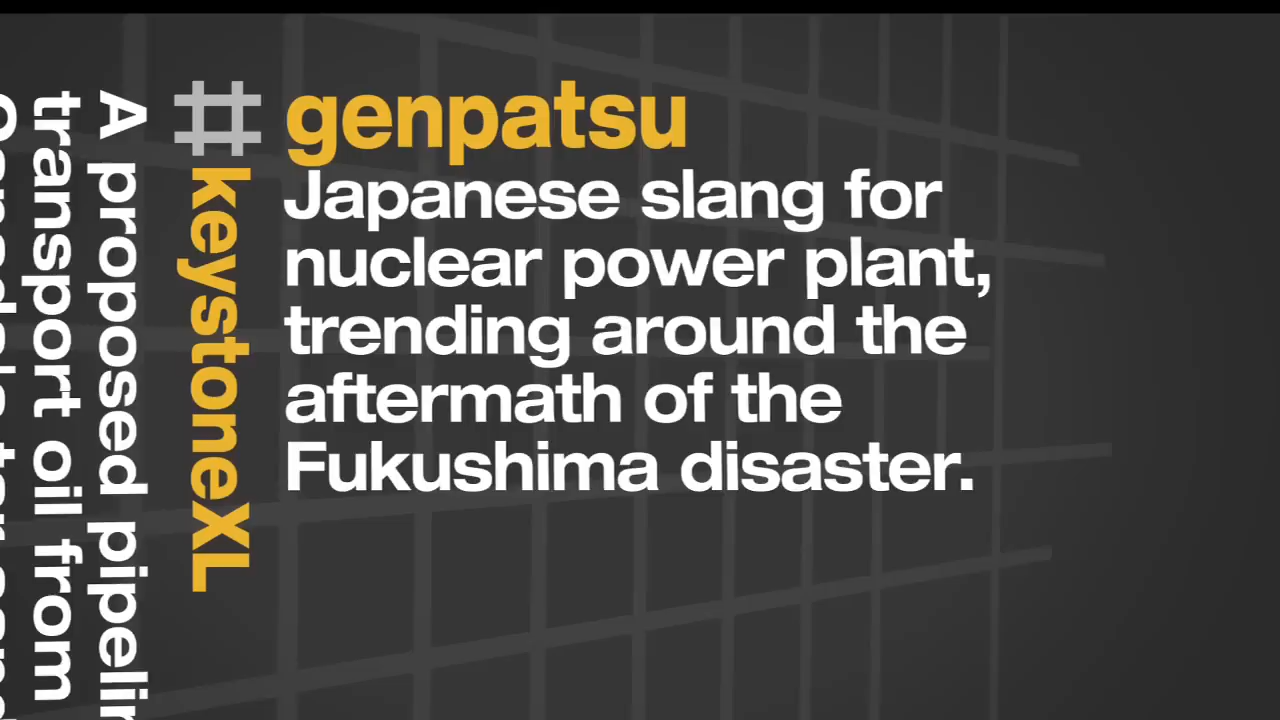 #genpatsu
Japanese slang for
nuclear power plant,
trending around the
aftermath of the
Fukushima disaster.
keystoneXL
A proposed
transport oil from